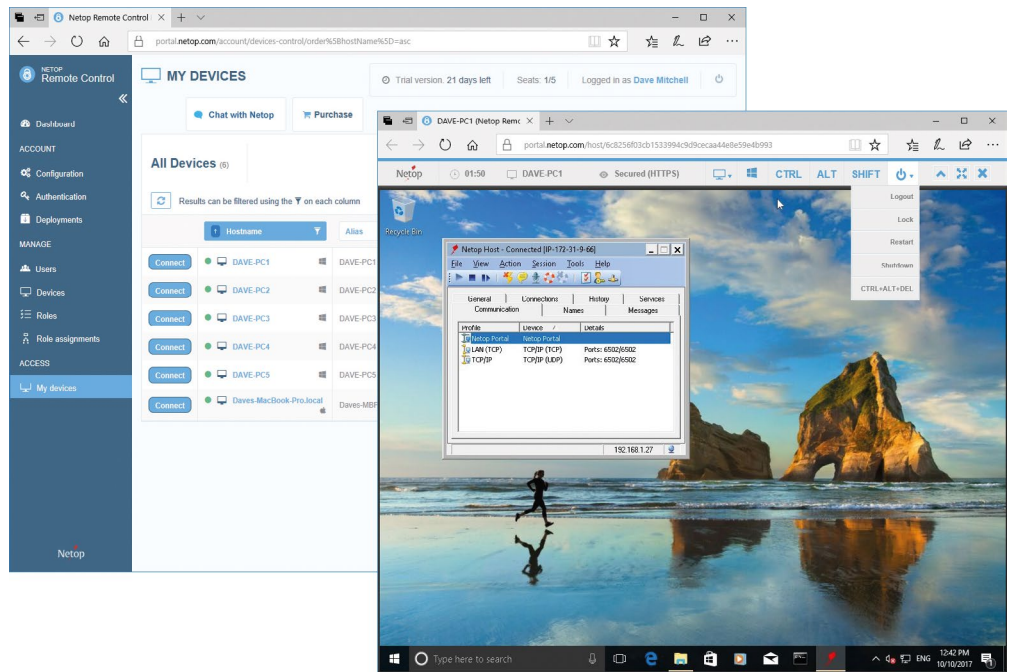 Netop Remote Control
portal.netop.com/account/devices-control/order%5BhostName%5D=asc
NETOP
Remote Control
Dashboard
ACCOUNT
Configuration
Authentication
Deployments
MANAGE
Users
Devices
Roles
Role assignments
ACCESS
My devices
Netop
MY DEVICES
Trial version. 21 days left
Seats: 1/5
Logged in as Dave Mitchell
Chat with Netop
Purchase
All Devices (6)
Results can be filtered using the on each column
1 Hostname
Alias
Connect DAVE-PC1 DAVE-PC1
Connect DAVE-PC2 DAVE-PC2
Connect DAVE-PC3 DAVE-PC3
Connect DAVE-PC4 DAVE-PC4
Connect DAVE-PC5 DAVE-PC5
Connect Daves-MacBook-Pro.local Daves-MBP
DAVE-PC1 (Netop Remc
portal.netop.com/host/6c8256f03cb1533994c9d9cecaa44e8e59e4b993
Netop 01:50 DAVE-PC1 Secured (HTTPS) CTRL ALT SHIFT
Logout
Lock
Restart
Shutdown
CTRL+ALT+DEL
Recycle Bin
Netop Host - Connected [IP-172-31-9-66]
File View Action Session Tools Help
General Connections History Services
Communication Names Messages
Profile Device / Details
Netop Portal Netop Portal
LAN (TCP) TCP/IP (TCP) Ports: 6502/6502
TCP/IP TCP/IP (UDP) Ports: 6502/6502
192.168.1.27
Type here to search
ENG
12:42 PM
10/10/2017